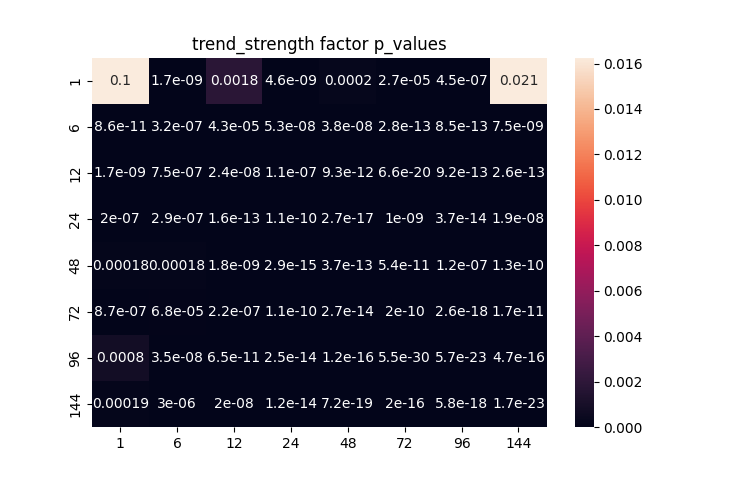 trend_strength factor p_values
1 0.1 1.7e-09 0.0018 4.6e-09 0.0002 2.7e-05 4.5e-07 0.021
6 8.6e-11 3.2e-07 4.3e-05 5.3e-08 3.8e-08 2.8e-13 8.5e-13 7.5e-09
12 1.7e-09 7.5e-07 2.4e-08 1.1e-07 9.3e-12 6.6e-20 9.2e-13 2.6e-13
24 2e-07 2.9e-07 1.6e-13 1.1e-10 2.7e-17 1e-09 3.7e-14 1.9e-08
48 0.00018 0.00018 1.8e-09 2.9e-15 3.7e-13 5.4e-11 1.2e-07 1.3e-10
72 8.7e-07 6.8e-05 2.2e-07 1.1e-10 2.7e-14 2e-10 2.6e-18 1.7e-11
96 0.0008 3.5e-08 6.5e-11 2.5e-14 1.2e-16 5.5e-30 5.7e-23 4.7e-16
144 0.00019 3e-06 2e-08 1.2e-14 7.2e-19 2e-16 5.8e-18 1.7e-23
1 6 12 24 48 72 96 144
0.016
0.014
0.012
0.010
0.008
0.006
0.004
0.002
0.000